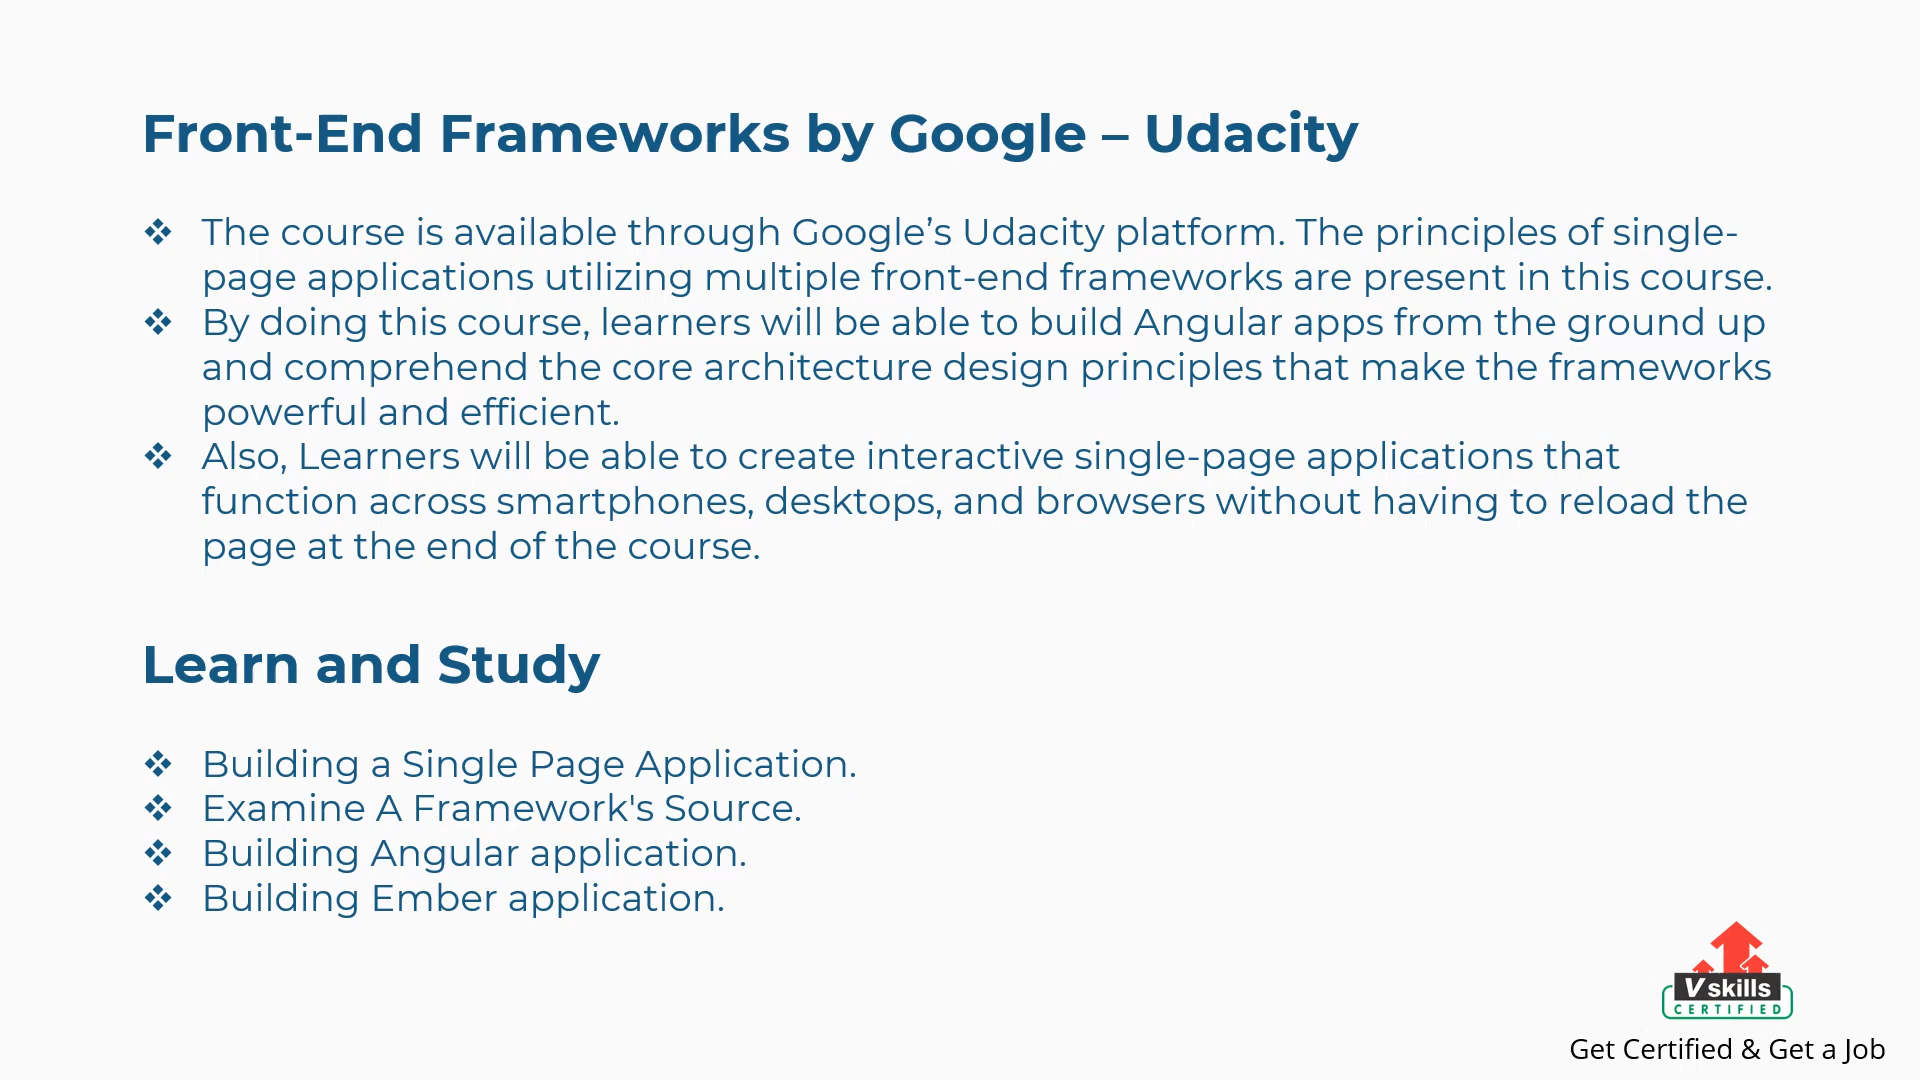 Front-End Frameworks by Google – Udacity
❖ The course is available through Google’s Udacity platform. The principles of single-
page applications utilizing multiple front-end frameworks are present in this course.
❖ By doing this course, learners will be able to build Angular apps from the ground up
and comprehend the core architecture design principles that make the frameworks
powerful and efficient.
❖ Also, Learners will be able to create interactive single-page applications that
function across smartphones, desktops, and browsers without having to reload the
page at the end of the course.
Learn and Study
❖ Building a Single Page Application.
❖ Examine A Framework's Source.
❖ Building Angular application.
❖ Building Ember application.
Vskills
CERTIFIED
Get Certified & Get a Job